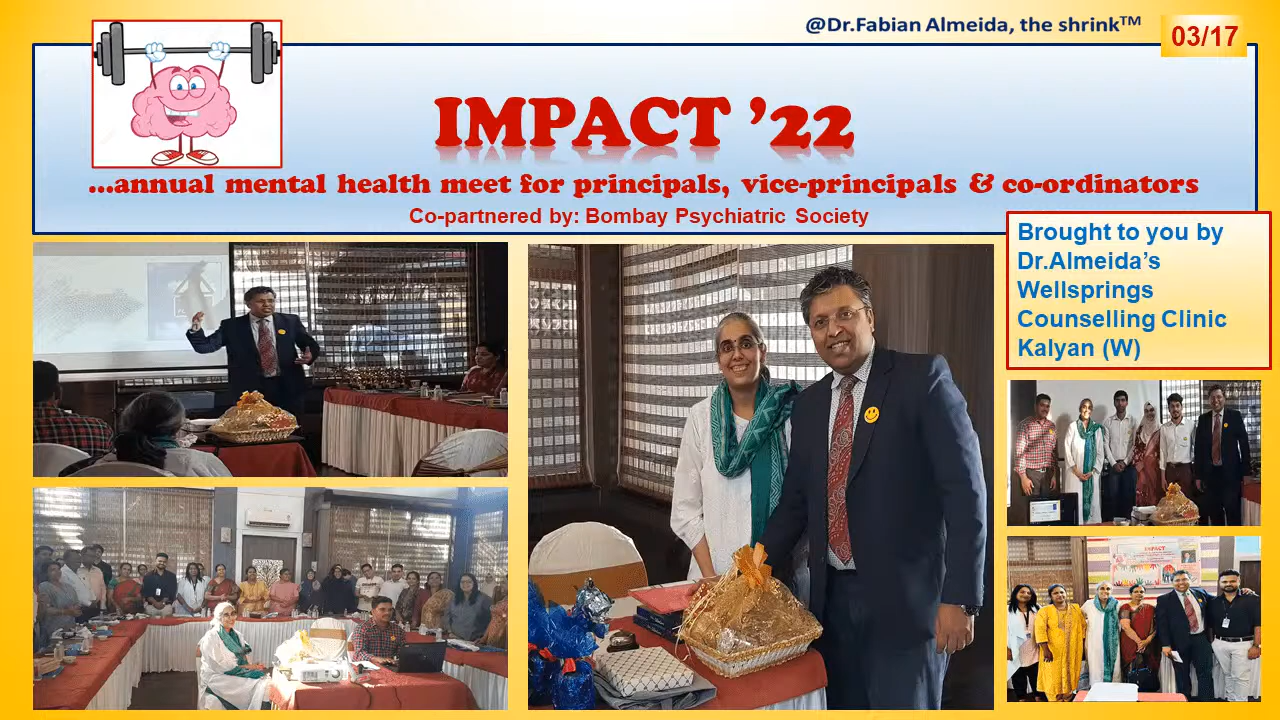 @Dr.Fabian Almeida, the shrink™
03/17
IMPACT ’22
...annual mental health meet for principals, vice-principals & co-ordinators
Co-partnered by: Bombay Psychiatric Society
Brought to you by
Dr.Almeida’s
Wellsprings
Counselling Clinic
Kalyan (W)
IMPACT